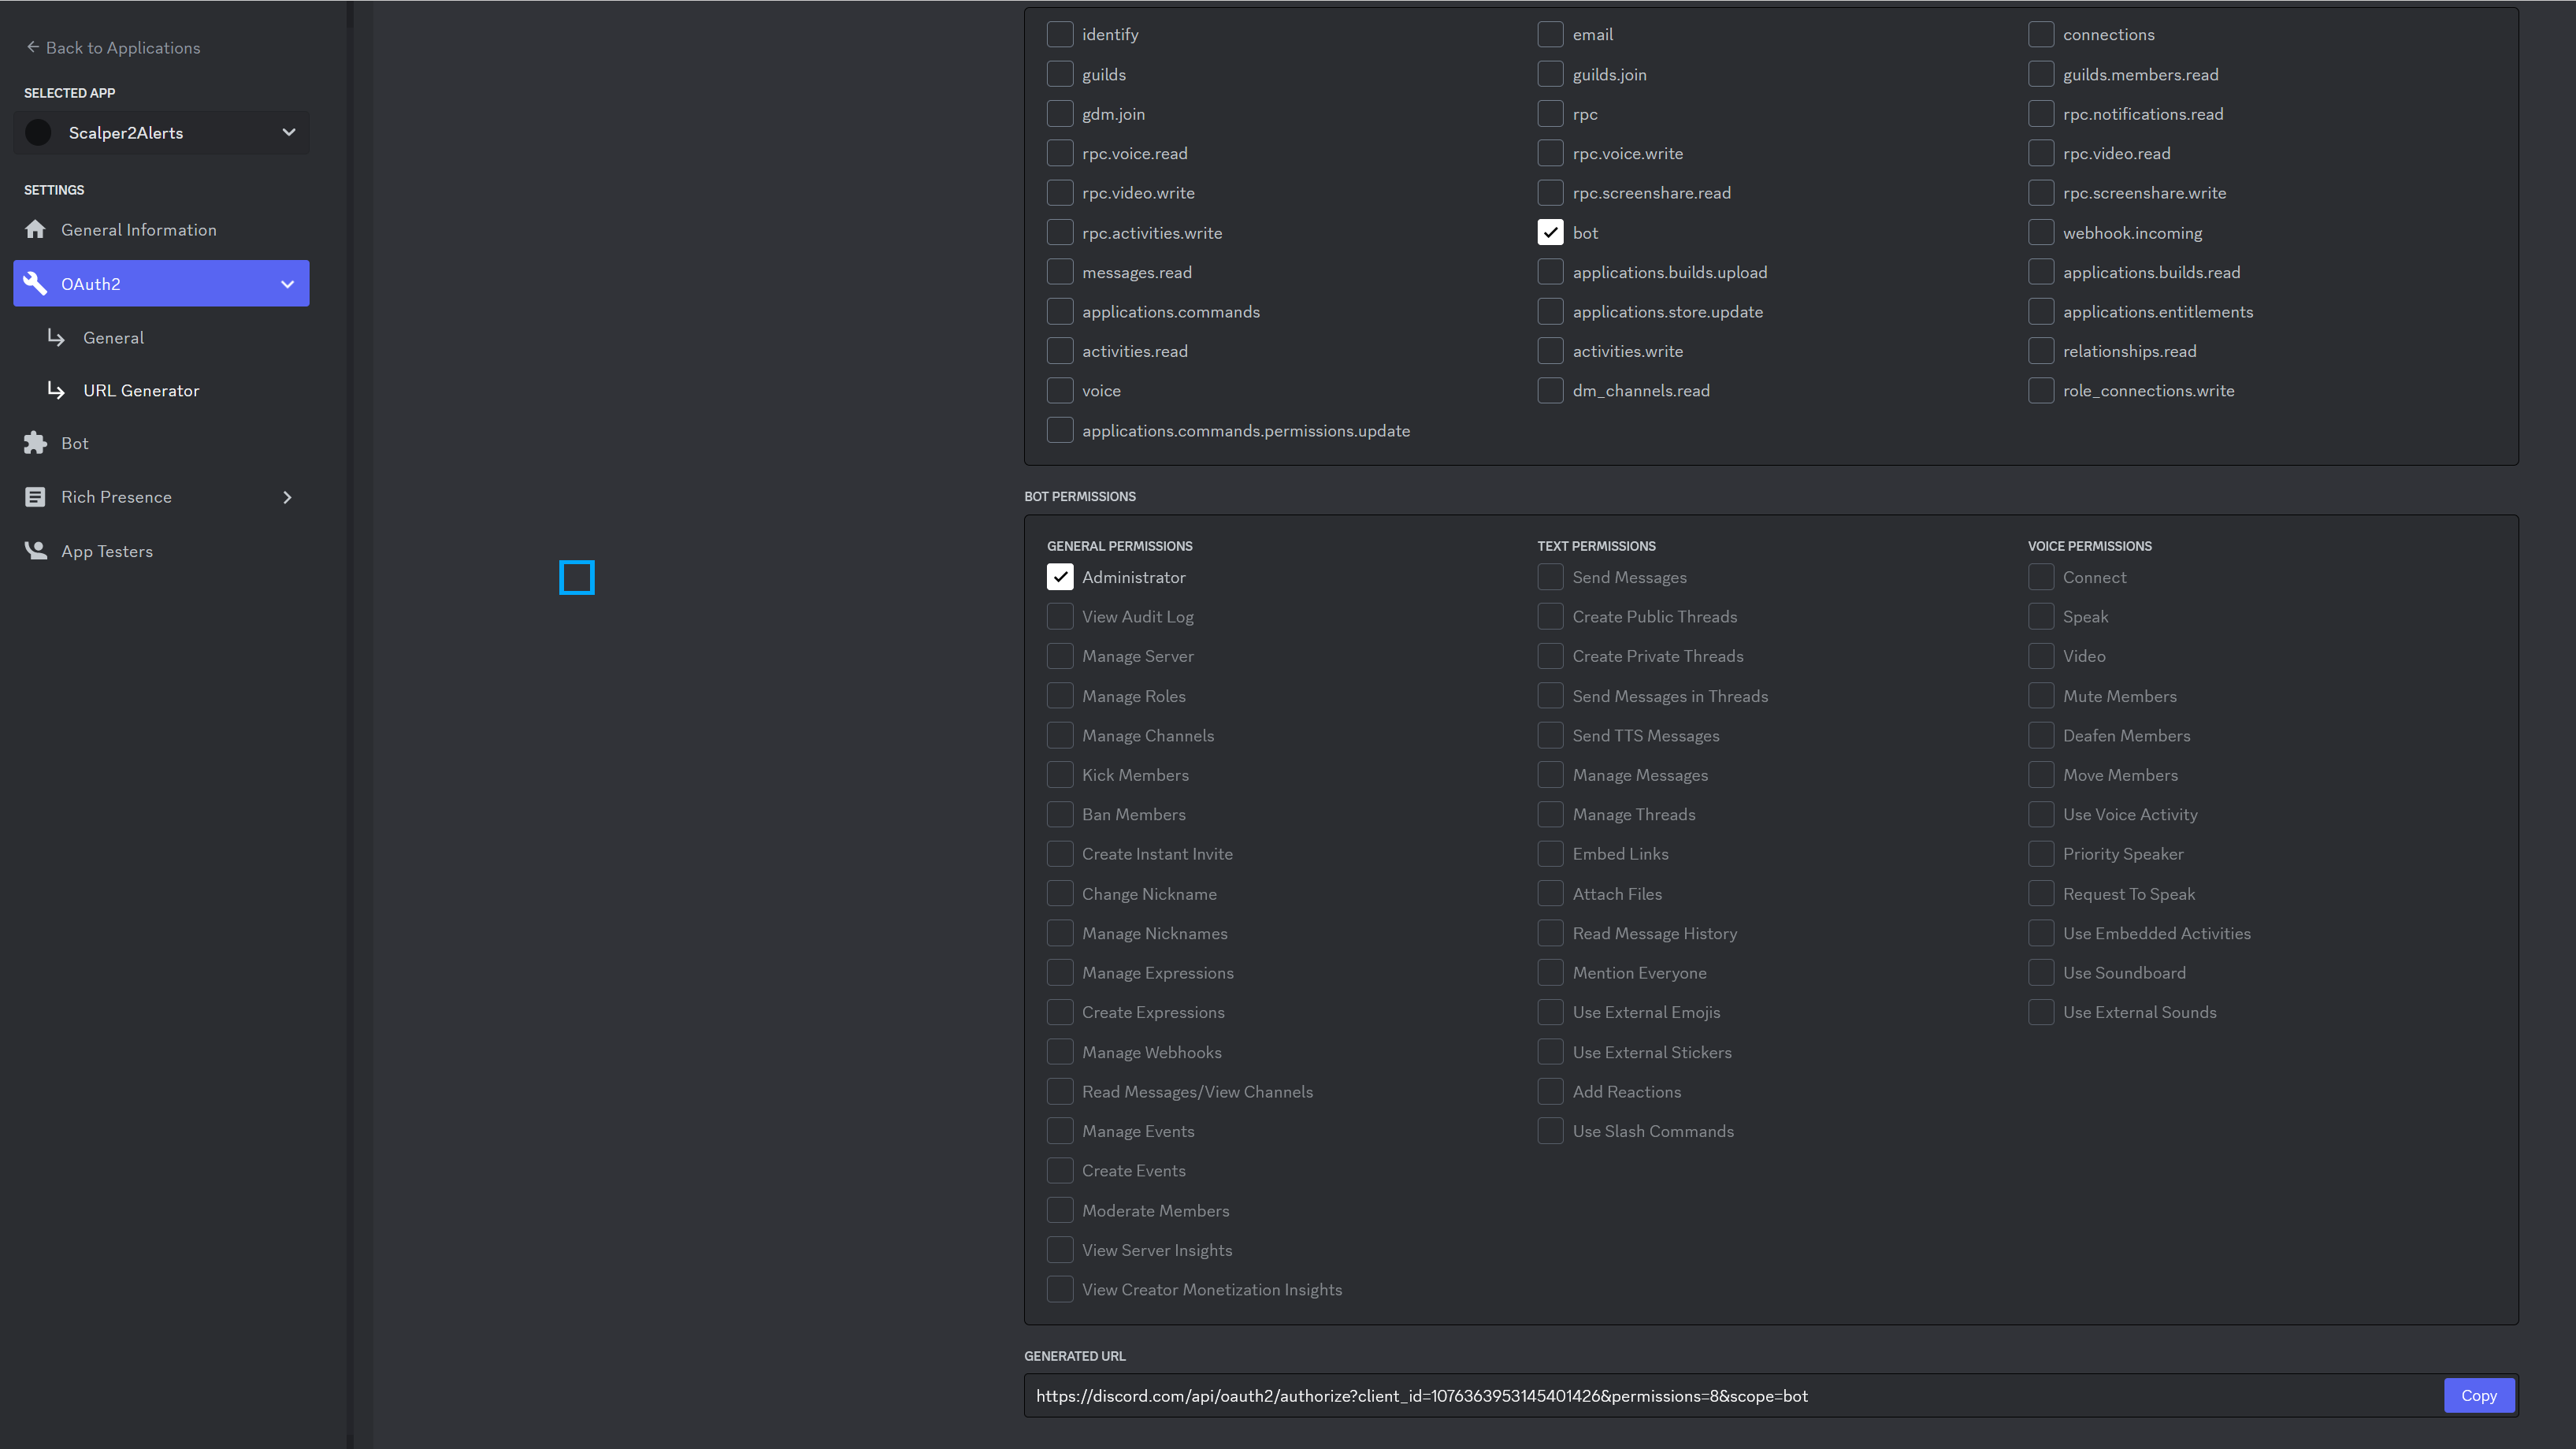 Back to Applications
SELECTED APP
Scalper2Alerts
SETTINGS
General Information
OAuth2
General
URL Generator
Bot
Rich Presence
App Testers
identify
email
connections
guilds
guilds.join
guilds.members.read
gdm.join
rpc
rpc.notifications.read
rpc.voice.read
rpc.voice.write
rpc.video.read
rpc.video.write
rpc.screenshare.read
rpc.screenshare.write
rpc.activities.write
bot
webhook.incoming
messages.read
applications.builds.upload
applications.builds.read
applications.commands
applications.store.update
applications.entitlements
activities.read
activities.write
relationships.read
voice
dm_channels.read
role_connections.write
applications.commands.permissions.update
BOT PERMISSIONS
GENERAL PERMISSIONS
Administrator
View Audit Log
Manage Server
Manage Roles
Manage Channels
Kick Members
Ban Members
Create Instant Invite
Change Nickname
Manage Nicknames
Manage Expressions
Create Expressions
Manage Webhooks
Read Messages/View Channels
Manage Events
Create Events
Moderate Members
View Server Insights
View Creator Monetization Insights
TEXT PERMISSIONS
Send Messages
Create Public Threads
Create Private Threads
Send Messages in Threads
Send TTS Messages
Manage Messages
Manage Threads
Embed Links
Attach Files
Read Message History
Mention Everyone
Use External Emojis
Use External Stickers
Add Reactions
Use Slash Commands
VOICE PERMISSIONS
Connect
Speak
Video
Mute Members
Deafen Members
Move Members
Use Voice Activity
Priority Speaker
Request To Speak
Use Embedded Activities
Use Soundboard
Use External Sounds
GENERATED URL
https://discord.com/api/oauth2/authorize?client_id=1076363953145401426&permissions=8&scope=bot
Copy